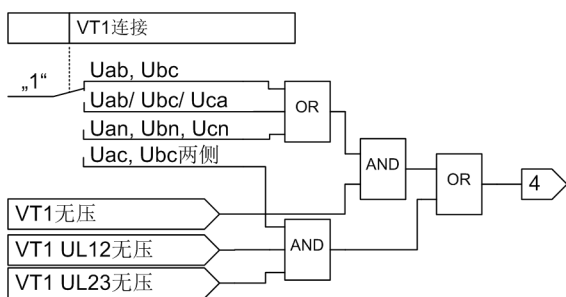 VT1连接
„1“
Uab, Ubc
Uab/ Ubc/ Uca
Uan, Ubn, Ucn
Uac, Ubc两侧
OR
AND
OR
4
VT1无压
AND
VT1 UL12无压
VT1 UL23无压